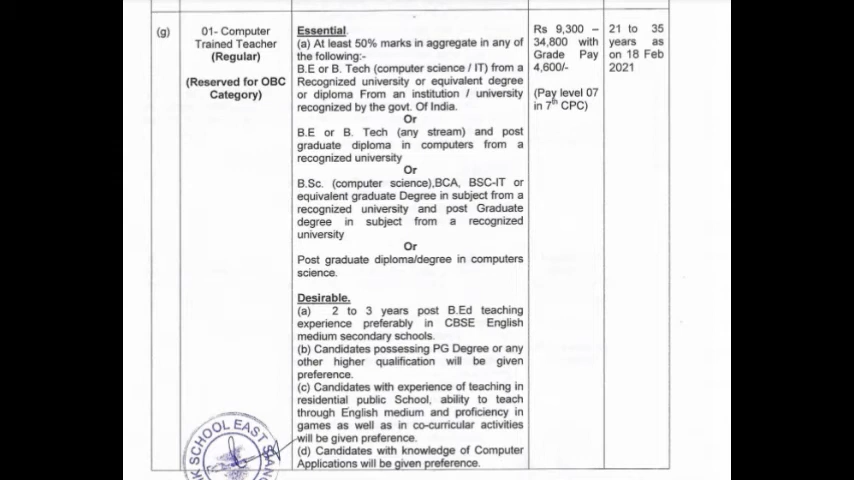 (g)
01- Computer
Trained Teacher
(Regular)
(Reserved for OBC
Category)
Essential.
(a) At least 50% marks in aggregate in any of
the following:-
B.E or B. Tech (computer science / IT) from a
Recognized university or equivalent degree
or diploma From an institution / university
recognized by the govt. Of India.
Or
B.E or B. Tech (any stream) and post
graduate diploma in computers from a
recognized university
Or
B.Sc. (computer science),BCA, BSC-IT or
equivalent graduate Degree in subject from a
recognized university and post Graduate
degree in subject from a recognized
university
Or
Post graduate diploma/degree in computers
science.
Desirable.
(a) 2 to 3 years post B.Ed teaching
experience preferably in CBSE English
medium secondary schools.
(b) Candidates possessing PG Degree or any
other higher qualification will be given
preference.
(c) Candidates with experience of teaching in
residential public School, ability to teach
through English medium and proficiency in
games as well as in co-curricular activities
will be given preference.
(d) Candidates with knowledge of Computer
Applications will be given preference.
Rs 9,300 –
34,800 with
Grade Pay
4,600/-
(Pay level 07
in 7th CPC)
21 to 35
years as
on 18 Feb
2021
SCHOOL EAST